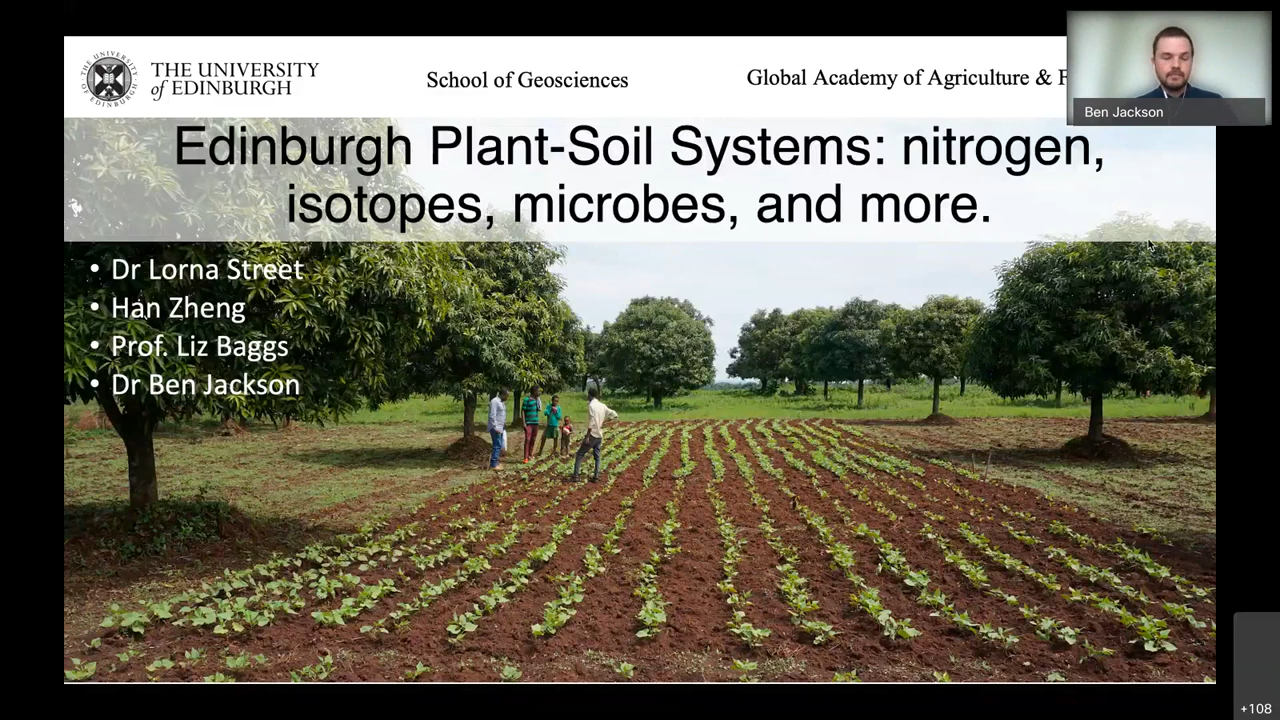 THE UNIVERSITY
of EDINBURGH
School of Geosciences
Global Academy of Agriculture & F
Ben Jackson
Edinburgh Plant-Soil Systems: nitrogen,
isotopes, microbes, and more.
• Dr Lorna Street
• Han Zheng
• Prof. Liz Baggs
• Dr Ben Jackson
+108